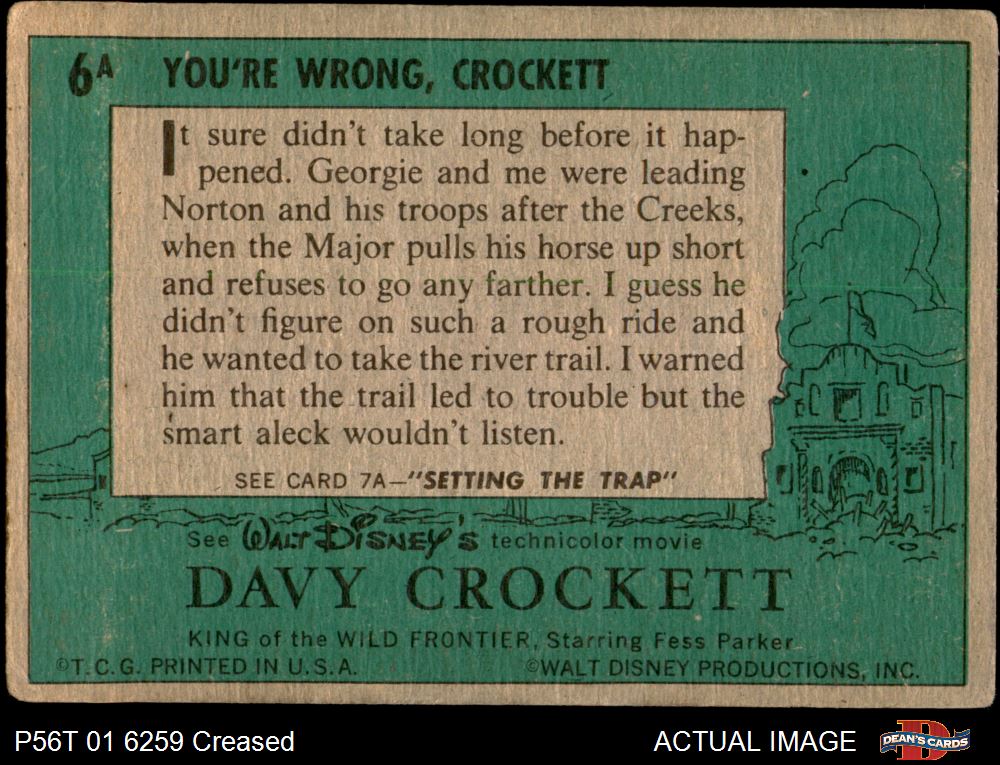 6A YOU'RE WRONG, CROCKETT
It sure didn't take long before it hap-
pened. Georgie and me were leading
Norton and his troops after the Creeks,
when the Major pulls his horse up short
and refuses to go any farther. I guess he
didn't figure on such a rough ride and
he wanted to take the river trail. I warned
him that the trail led to trouble but the
smart aleck wouldn't listen.
SEE CARD 7A—"SETTING THE TRAP"
See WALT DISNEY'S technicolor movie
DAVY CROCKETT
KING of the WILD FRONTIER, Starring Fess Parker
©T.C.G. PRINTED IN U.S.A. ©WALT DISNEY PRODUCTIONS, INC.
P56T 01 6259 Creased ACTUAL IMAGE D DEAN'S CARDS